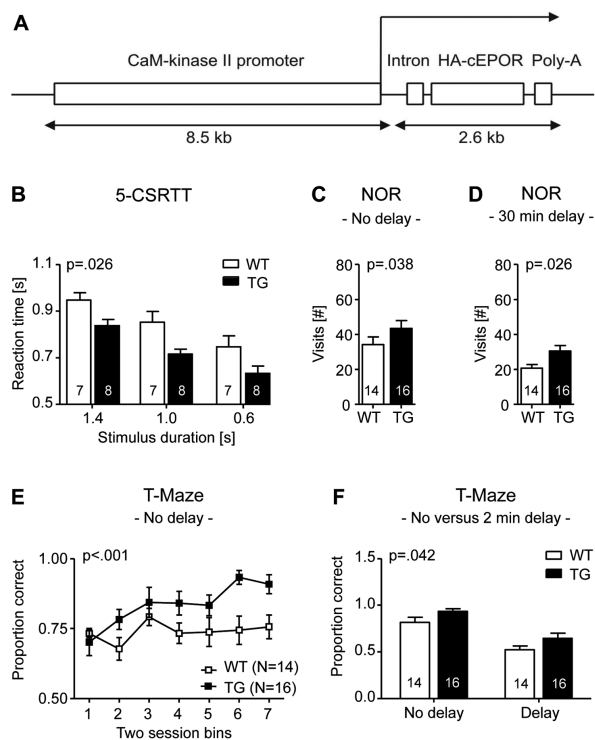 A
CaM-kinase II promoter
Intron HA-cEPOR Poly-A
8.5 kb
2.6 kb
B
5-CSRTT
p=.026
WT
TG
Reaction time [s]
1.1
0.9
0.7
0.5
7 8 7 8 7 8
1.4 1.0 0.6
Stimulus duration [s]
C
NOR
- No delay -
p=.038
Visits [#]
80
60
40
20
0
14 16
WT TG
D
NOR
- 30 min delay -
p=.026
Visits [#]
80
60
40
20
0
14 16
WT TG
E
T-Maze
- No delay -
p<.001
Proportion correct
1.00
0.75
0.50
WT (N=14)
TG (N=16)
1 2 3 4 5 6 7
Two session bins
F
T-Maze
- No versus 2 min delay -
p=.042
WT
TG
Proportion correct
1.5
1.0
0.5
0.0
14 16 14 16
No delay Delay